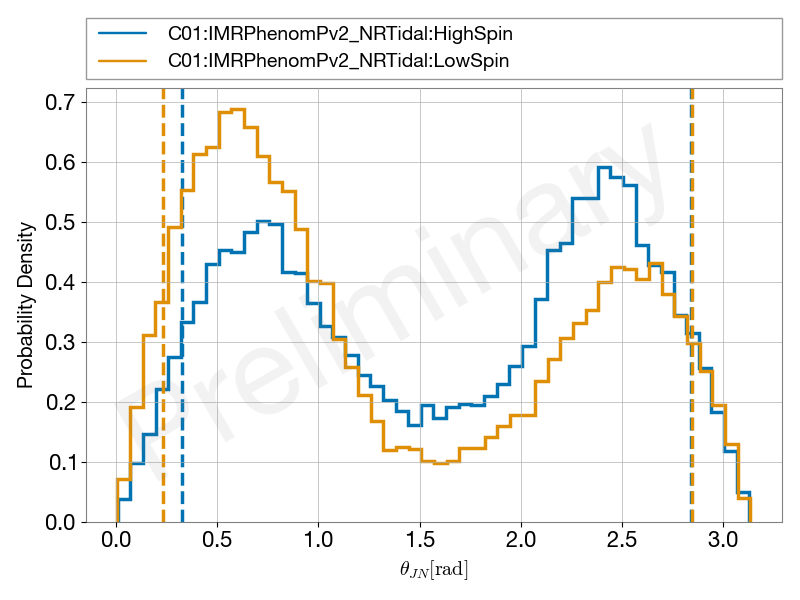 C01:IMRPhenomPv2_NRTidal:HighSpin
C01:IMRPhenomPv2_NRTidal:LowSpin
0.7
0.6
0.5
0.4
0.3
0.2
0.1
0.0
Probability Density
Preliminary
0.0 0.5 1.0 1.5 2.0 2.5 3.0
θ_JN[rad]